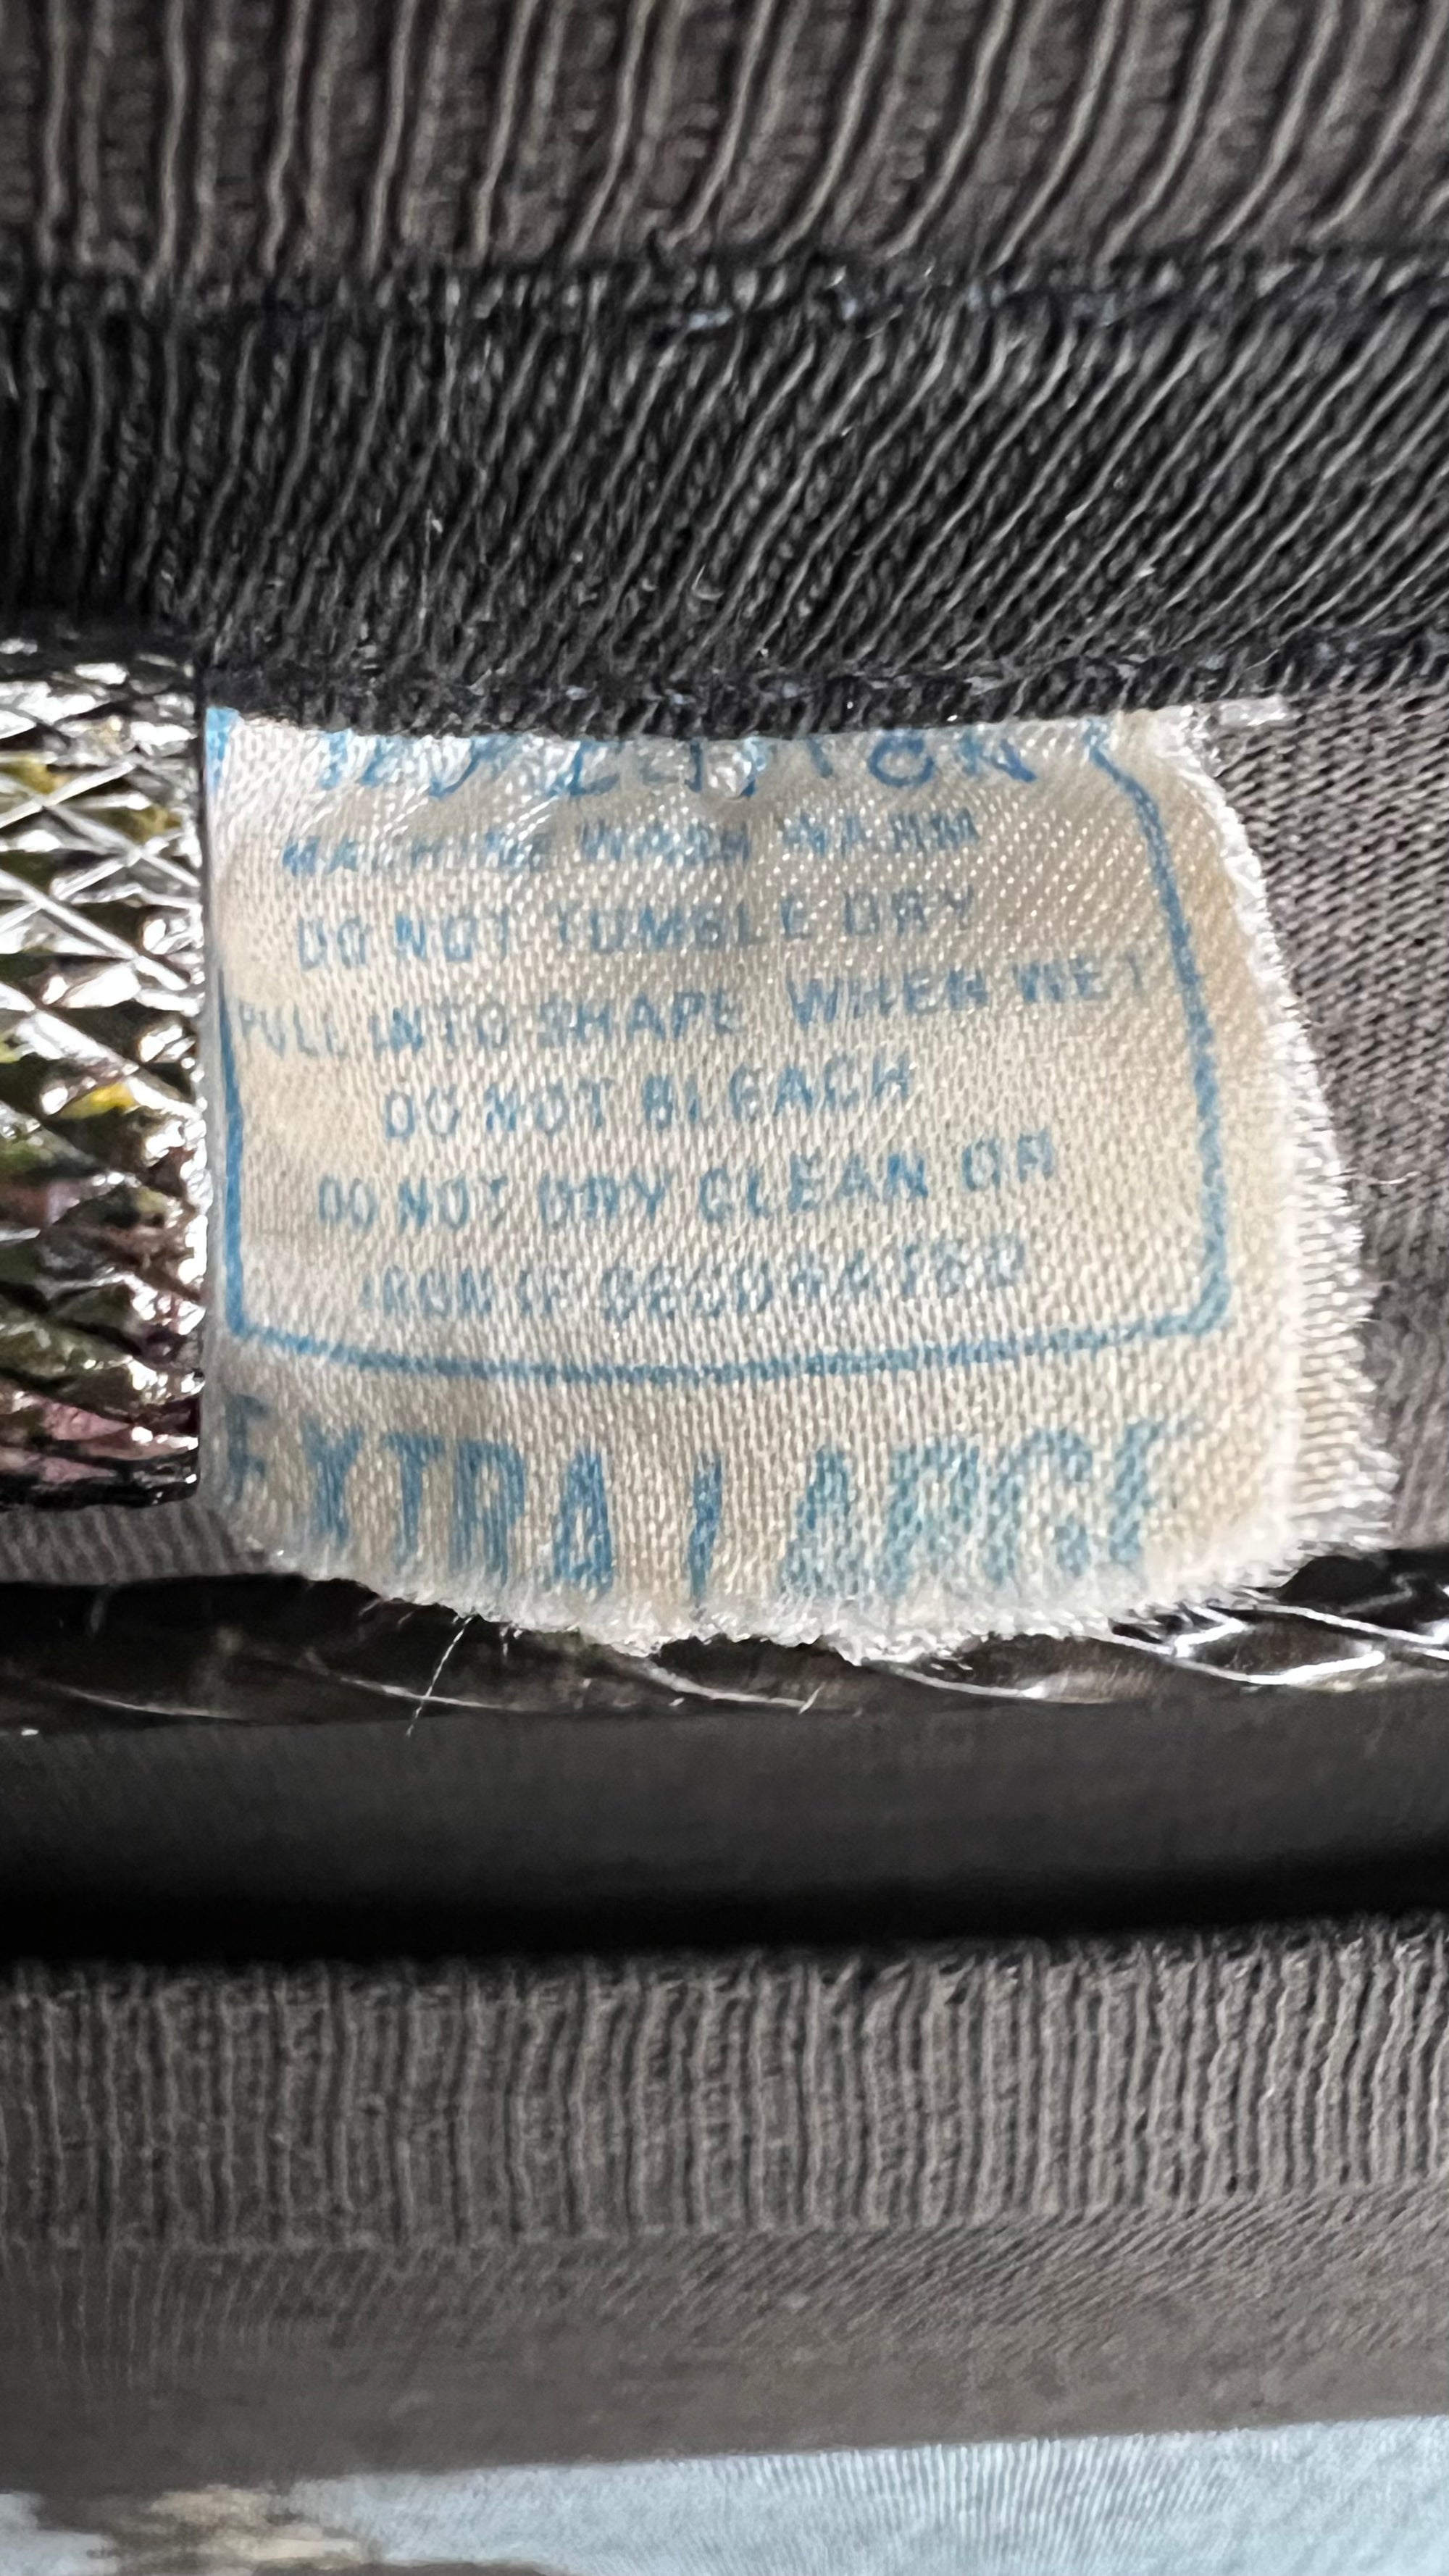 COTTON
MACHINE WASH WARM
DO NOT TUMBLE DRY
PULL INTO SHAPE WHEN WET
DO NOT BLEACH
DO NOT DRY CLEAN OR
IRON IF DECORATED
EXTRA LARGE